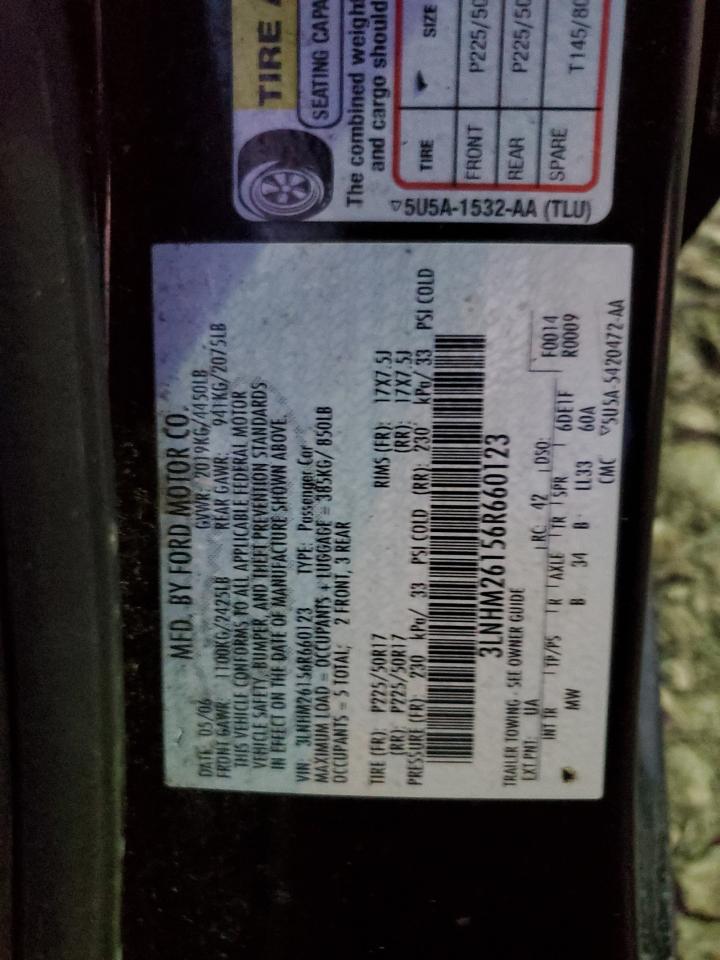 MFD. BY FORD MOTOR CO.
DATE: 05/06 GVWR: 2019KG/4450LB
FRONT GAWR: 1100KG/2425LB REAR GAWR: 941KG/2075LB
THIS VEHICLE CONFORMS TO ALL APPLICABLE FEDERAL MOTOR
VEHICLE SAFETY, BUMPER, AND THEFT PREVENTION STANDARDS
IN EFFECT ON THE DATE OF MANUFACTURE SHOWN ABOVE
VIN: 3LNHM26156R660123 TYPE: Passenger Car
MAXIMUM LOAD = OCCUPANTS + LUGGAGE = 385KG/ 850LB
OCCUPANTS = 5 TOTAL; 2 FRONT, 3 REAR
TIRE (FR): P225/50R17 RIMS (FR): 17X7.5J
(RR): P225/50R17 (RR): 17X7.5J
PRESSURE (FR): 230 kPa/ 33 PSI COLD (RR): 230 kPa/ 33 PSI COLD
3LNHM26156R660123
TRAILER TOWING - SEE OWNER GUIDE
F0014
R0009
EXT PNT: UA RC: 42 DSO:
INT TR TP/PS R AXLE TR SPR 6DE1F
MW B 34 B LL33 60A
CMC ▽5U5A-5420472-AA
TIRE
SEATING CAPA
The combined weight
and cargo should
TIRE SIZE
FRONT P225/50
REAR P225/50
SPARE T145/80
▽5U5A-1532-AA (TLU)